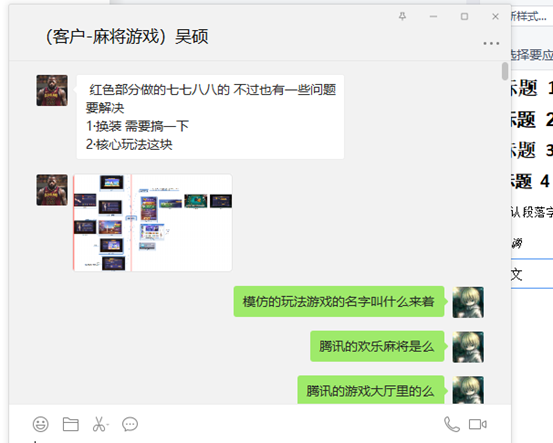 （客户-麻将游戏）吴硕
红色部分做的七七八八的 不过也有一些问题
要解决
1·换装 需要搞一下
2·核心玩法这块
模仿的玩法游戏的名字叫什么来着
腾讯的欢乐麻将是么
腾讯的游戏大厅里的么
新样式...
选择要应
标题 1
标题 2
标题 3
标题 4
认段落字
文